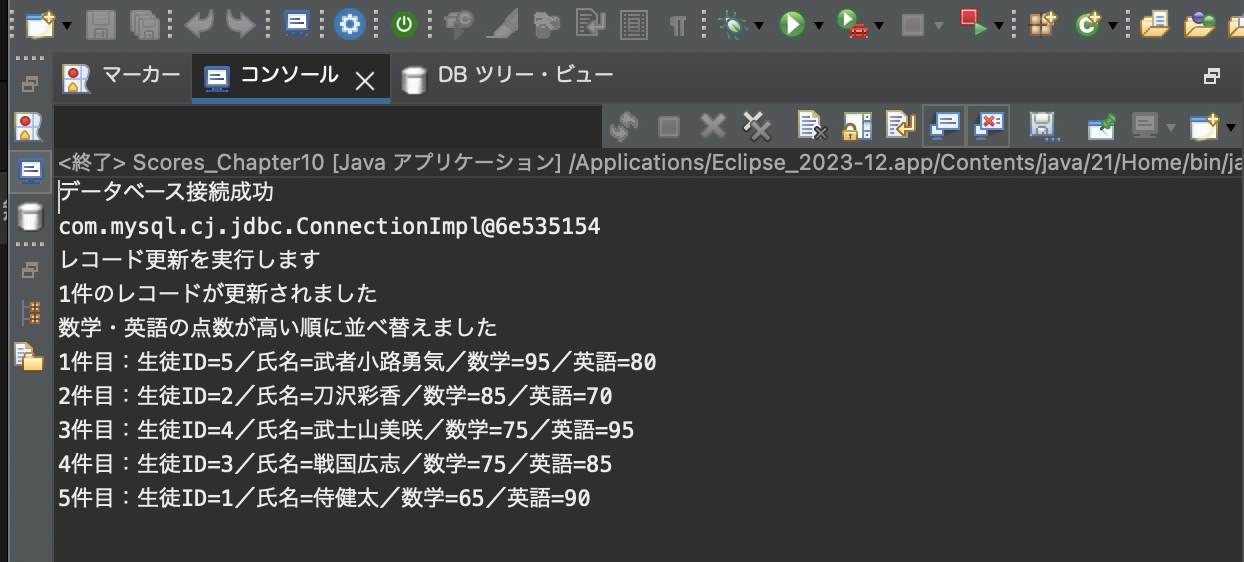 マーカー コンソール DB ツリー・ビュー
<終了> Scores_Chapter10 [Java アプリケーション] /Applications/Eclipse_2023-12.app/Contents/java/21/Home/bin/ja
データベース接続成功
com.mysql.cj.jdbc.ConnectionImpl@6e535154
レコード更新を実行します
1件のレコードが更新されました
数学・英語の点数が高い順に並べ替えました
1件目：生徒ID=5／氏名=武者小路勇気／数学=95／英語=80
2件目：生徒ID=2／氏名=刀沢彩香／数学=85／英語=70
3件目：生徒ID=4／氏名=武士山美咲／数学=75／英語=95
4件目：生徒ID=3／氏名=戦国広志／数学=75／英語=85
5件目：生徒ID=1／氏名=侍健太／数学=65／英語=90